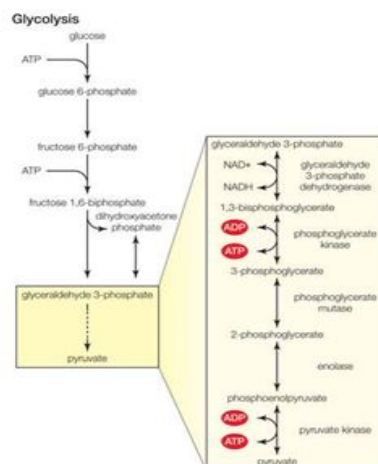 Glycolysis
glucose
ATP
glucose 6-phosphate
fructose 6-phosphate
ATP
fructose 1,6-biphosphate
dihydroxyacetone
phosphate
glyceraldehyde 3-phosphate
pyruvate
glyceraldehyde 3-phosphate
NAD+
NADH
glyceraldehyde
3-phosphate
dehydrogenase
1,3-bisphosphoglycerate
ADP
ATP
phosphoglycerate
kinase
3-phosphoglycerate
phosphoglycerate
mutase
2-phosphoglycerate
enolase
phosphoenolpyruvate
ADP
ATP
pyruvate kinase
pyruvate